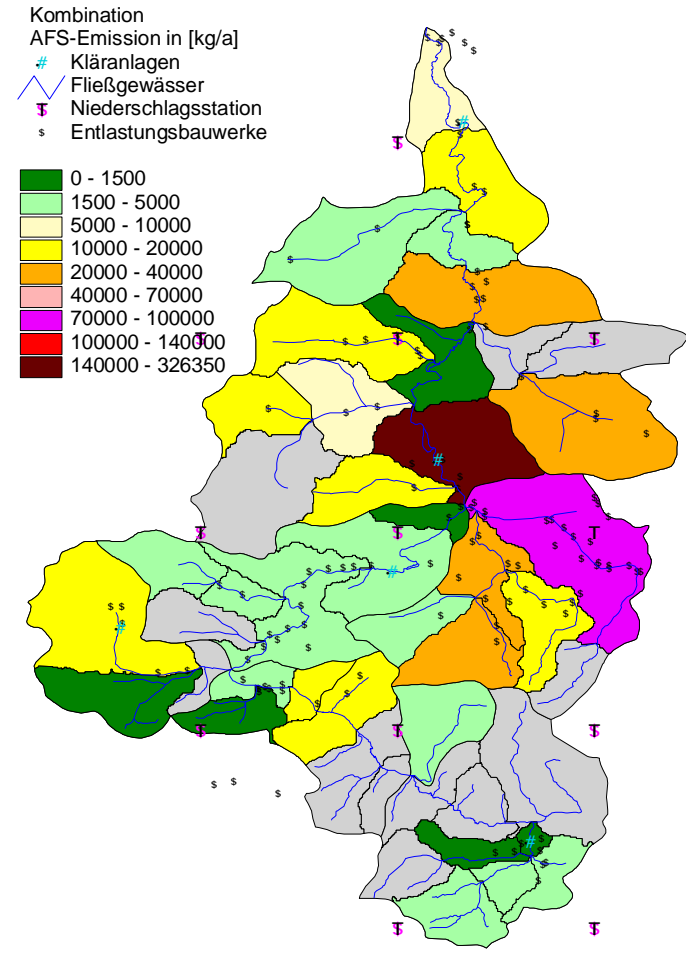 Kombination
AFS-Emission in [kg/a]
# Kläranlagen
Fließgewässer
$ Niederschlagsstation
$ Entlastungsbauwerke
0 - 1500
1500 - 5000
5000 - 10000
10000 - 20000
20000 - 40000
40000 - 70000
70000 - 100000
100000 - 140000
140000 - 326350